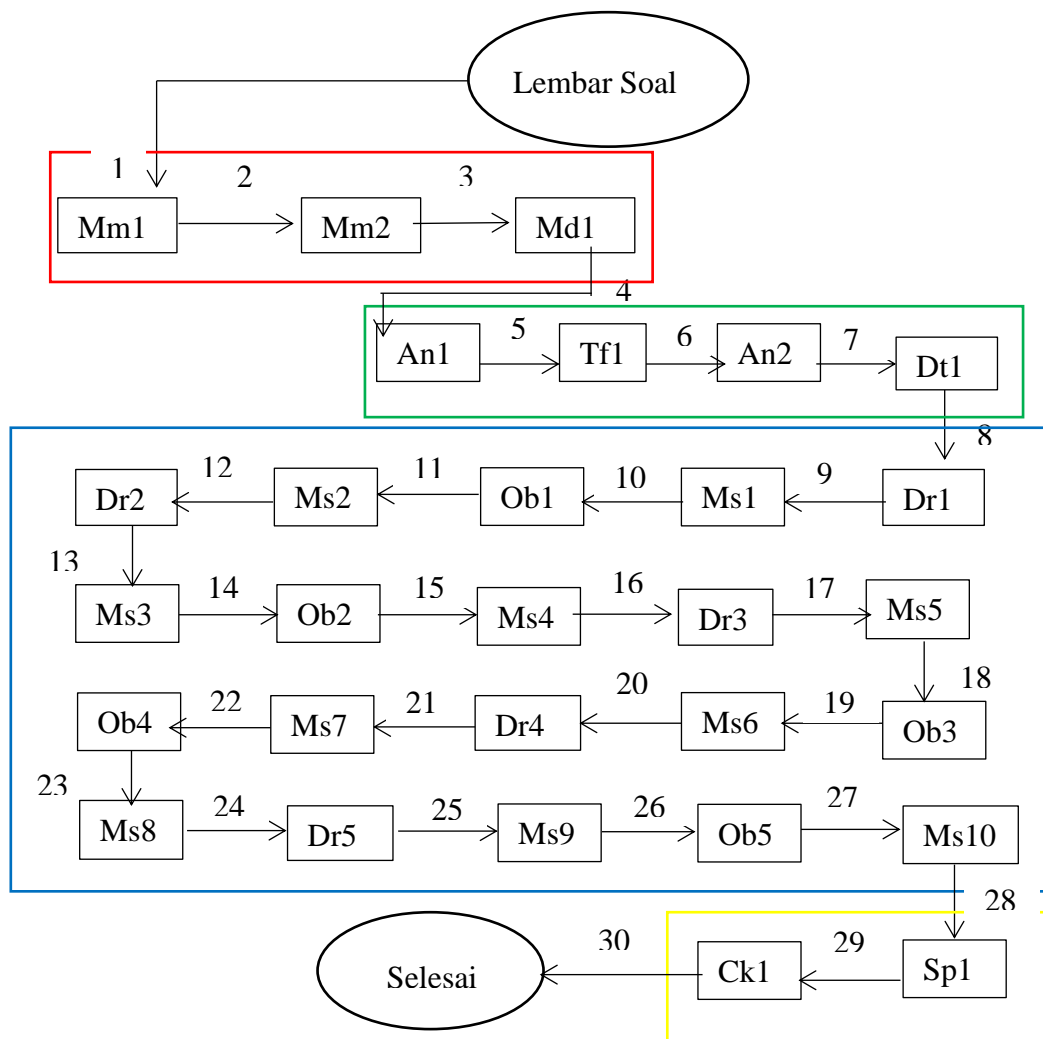 Lembar Soal
1 2 3
Mm1 Mm2 Md1
4
An1 5 Tf1 6 An2 7 Dt1
8
Dr2 12 Ms2 11 Ob1 10 Ms1 9 Dr1
13
Ms3 14 Ob2 15 Ms4 16 Dr3 17 Ms5
18
Ob4 22 Ms7 21 Dr4 20 Ms6 19 Ob3
23
Ms8 24 Dr5 25 Ms9 26 Ob5 27 Ms10
28
Selesai 30 Ck1 29 Sp1